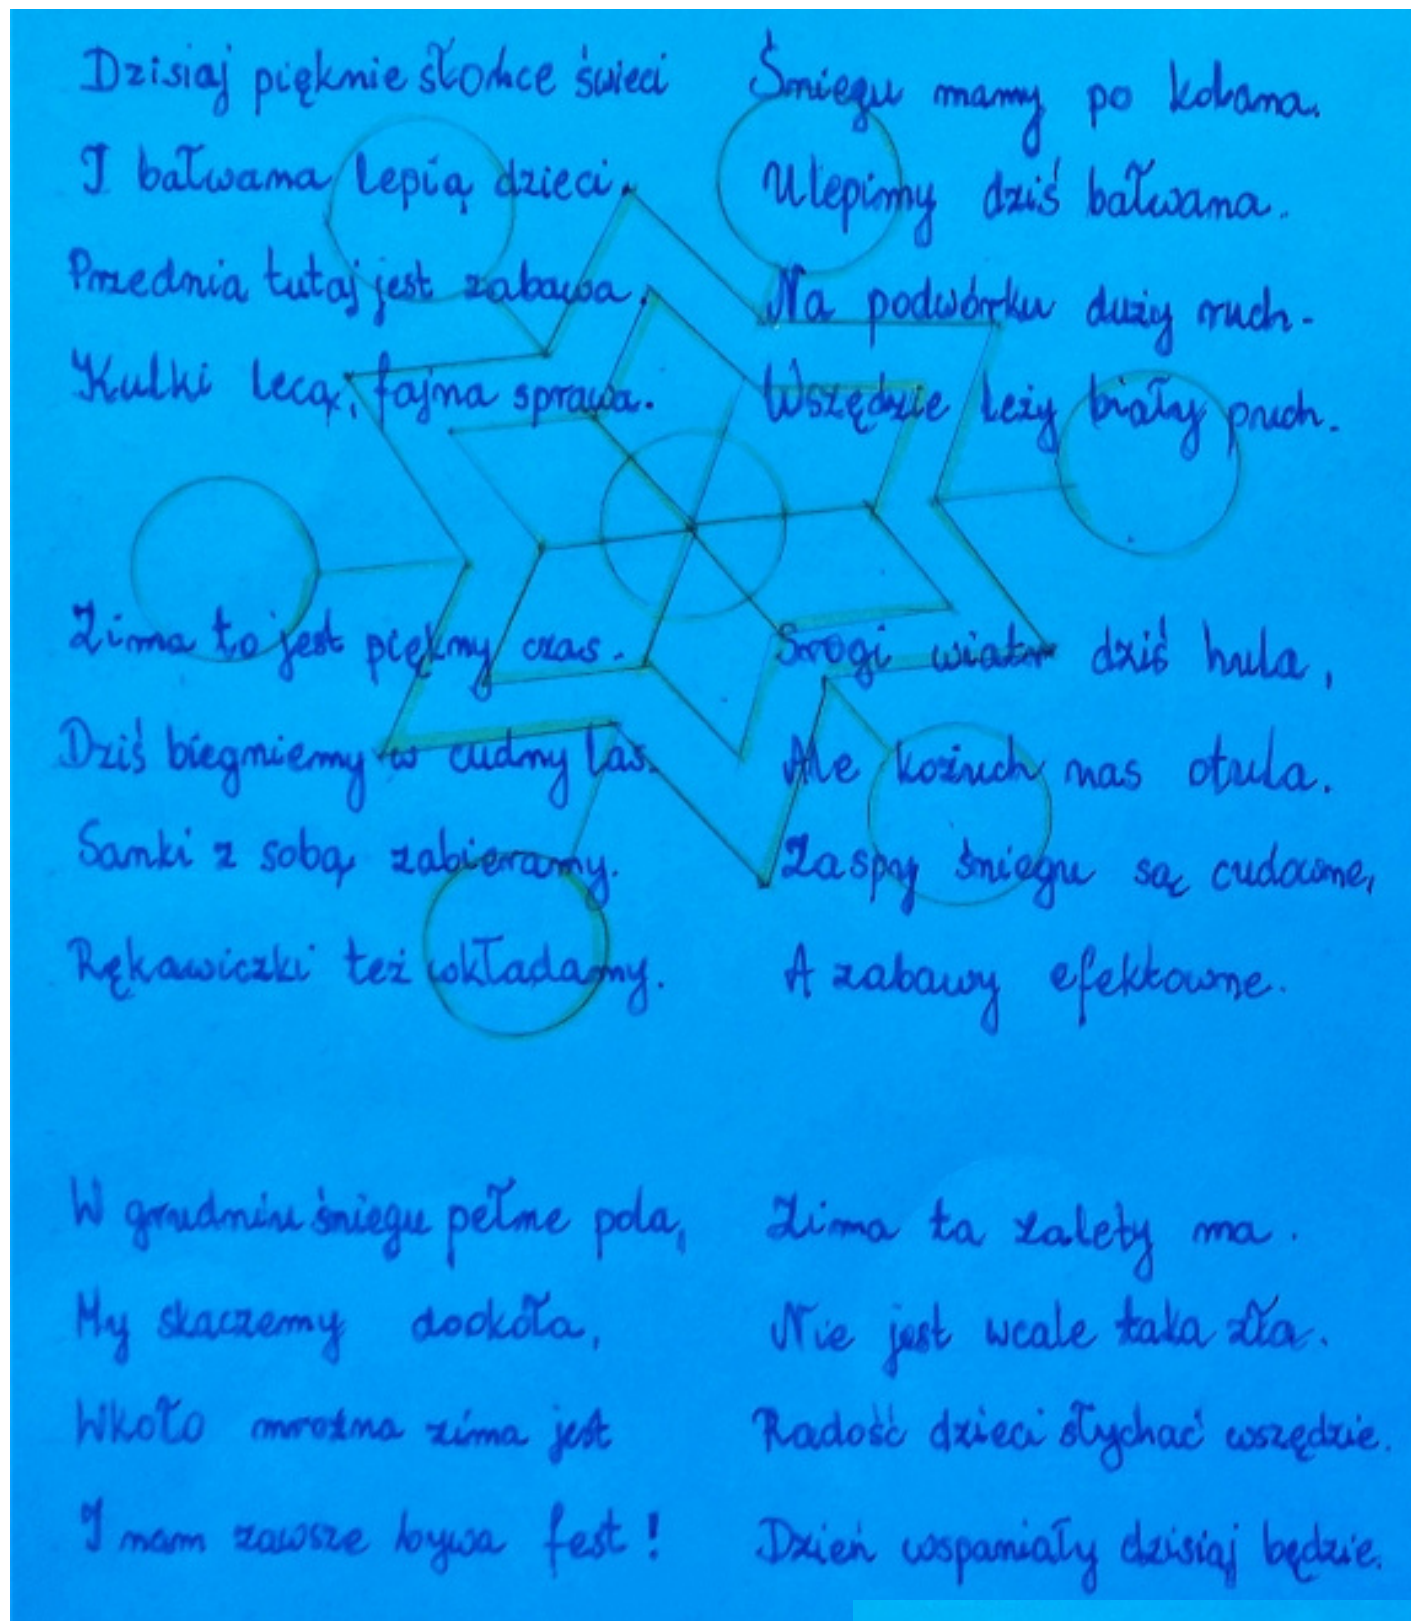 Dzisiaj pięknie słońce świeci
I bałwana lepią dzieci.
Przednia tutaj jest zabawa.
Kulki lecą, fajna sprawa.
Śniegu mamy po kolana.
Ulepimy dziś bałwana.
Na podwórku duży ruch.
Wszędzie leży biały puch.
Zima to jest piękny czas.
Dziś biegniemy w cudny las.
Sanki z sobą zabieramy.
Rękawiczki też wkładamy.
Srogi wiatr dziś hula,
Ale kożuch nas otula.
Zaspy śniegu są cudowne,
A zabawy efektowne.
W grudniu śniegu pełne pola,
My skaczemy dookoła,
Wkoło mroźna zima jest
I nam zawsze bywa fest!
Zima ta zalety ma.
Nie jest wcale taka zła.
Radość dzieci słychać wszędzie.
Dzień wspaniały dzisiaj będzie.